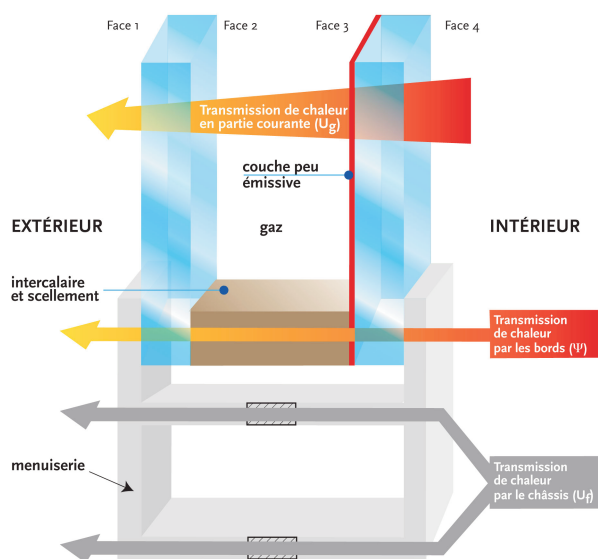 Face 1
Face 2
Face 3
Face 4
Transmission de chaleur
en partie courante (Ug)
couche peu
émissive
EXTÉRIEUR
gaz
INTÉRIEUR
intercalaire
et scellement
Transmission
de chaleur
par les bords (Ψ)
menuiserie
Transmission
de chaleur
par le châssis (Uf)